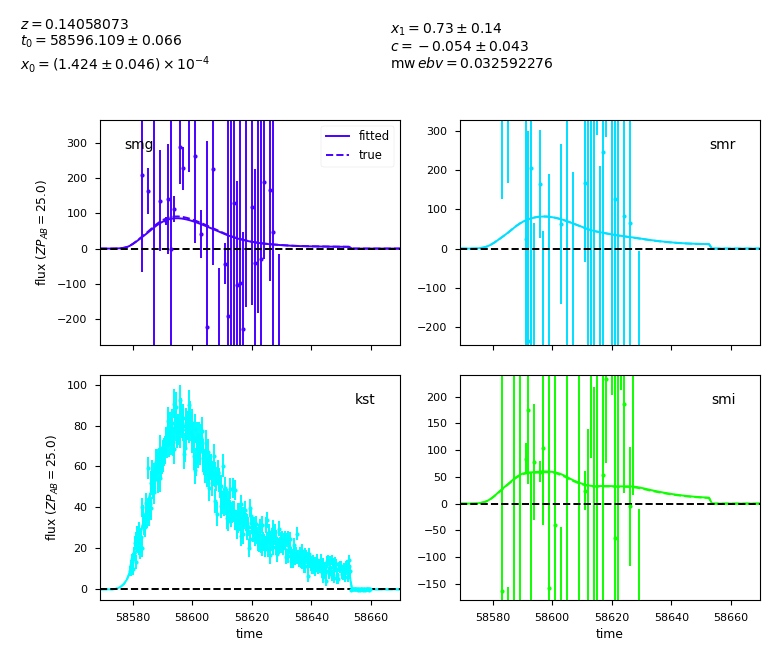 z = 0.14058073
t₀ = 58596.109 ± 0.066
x₀ = (1.424 ± 0.046) × 10⁻⁴
x₁ = 0.73 ± 0.14
c = −0.054 ± 0.043
mw ebv = 0.032592276
smg
fitted
true
300
200
100
0
−100
−200
flux (ZP_AB = 25.0)
smr
300
200
100
0
−100
−200
kst
100
80
60
40
20
0
flux (ZP_AB = 25.0)
58580 58600 58620 58640 58660
time
smi
200
150
100
50
0
−50
−100
−150
58580 58600 58620 58640 58660
time